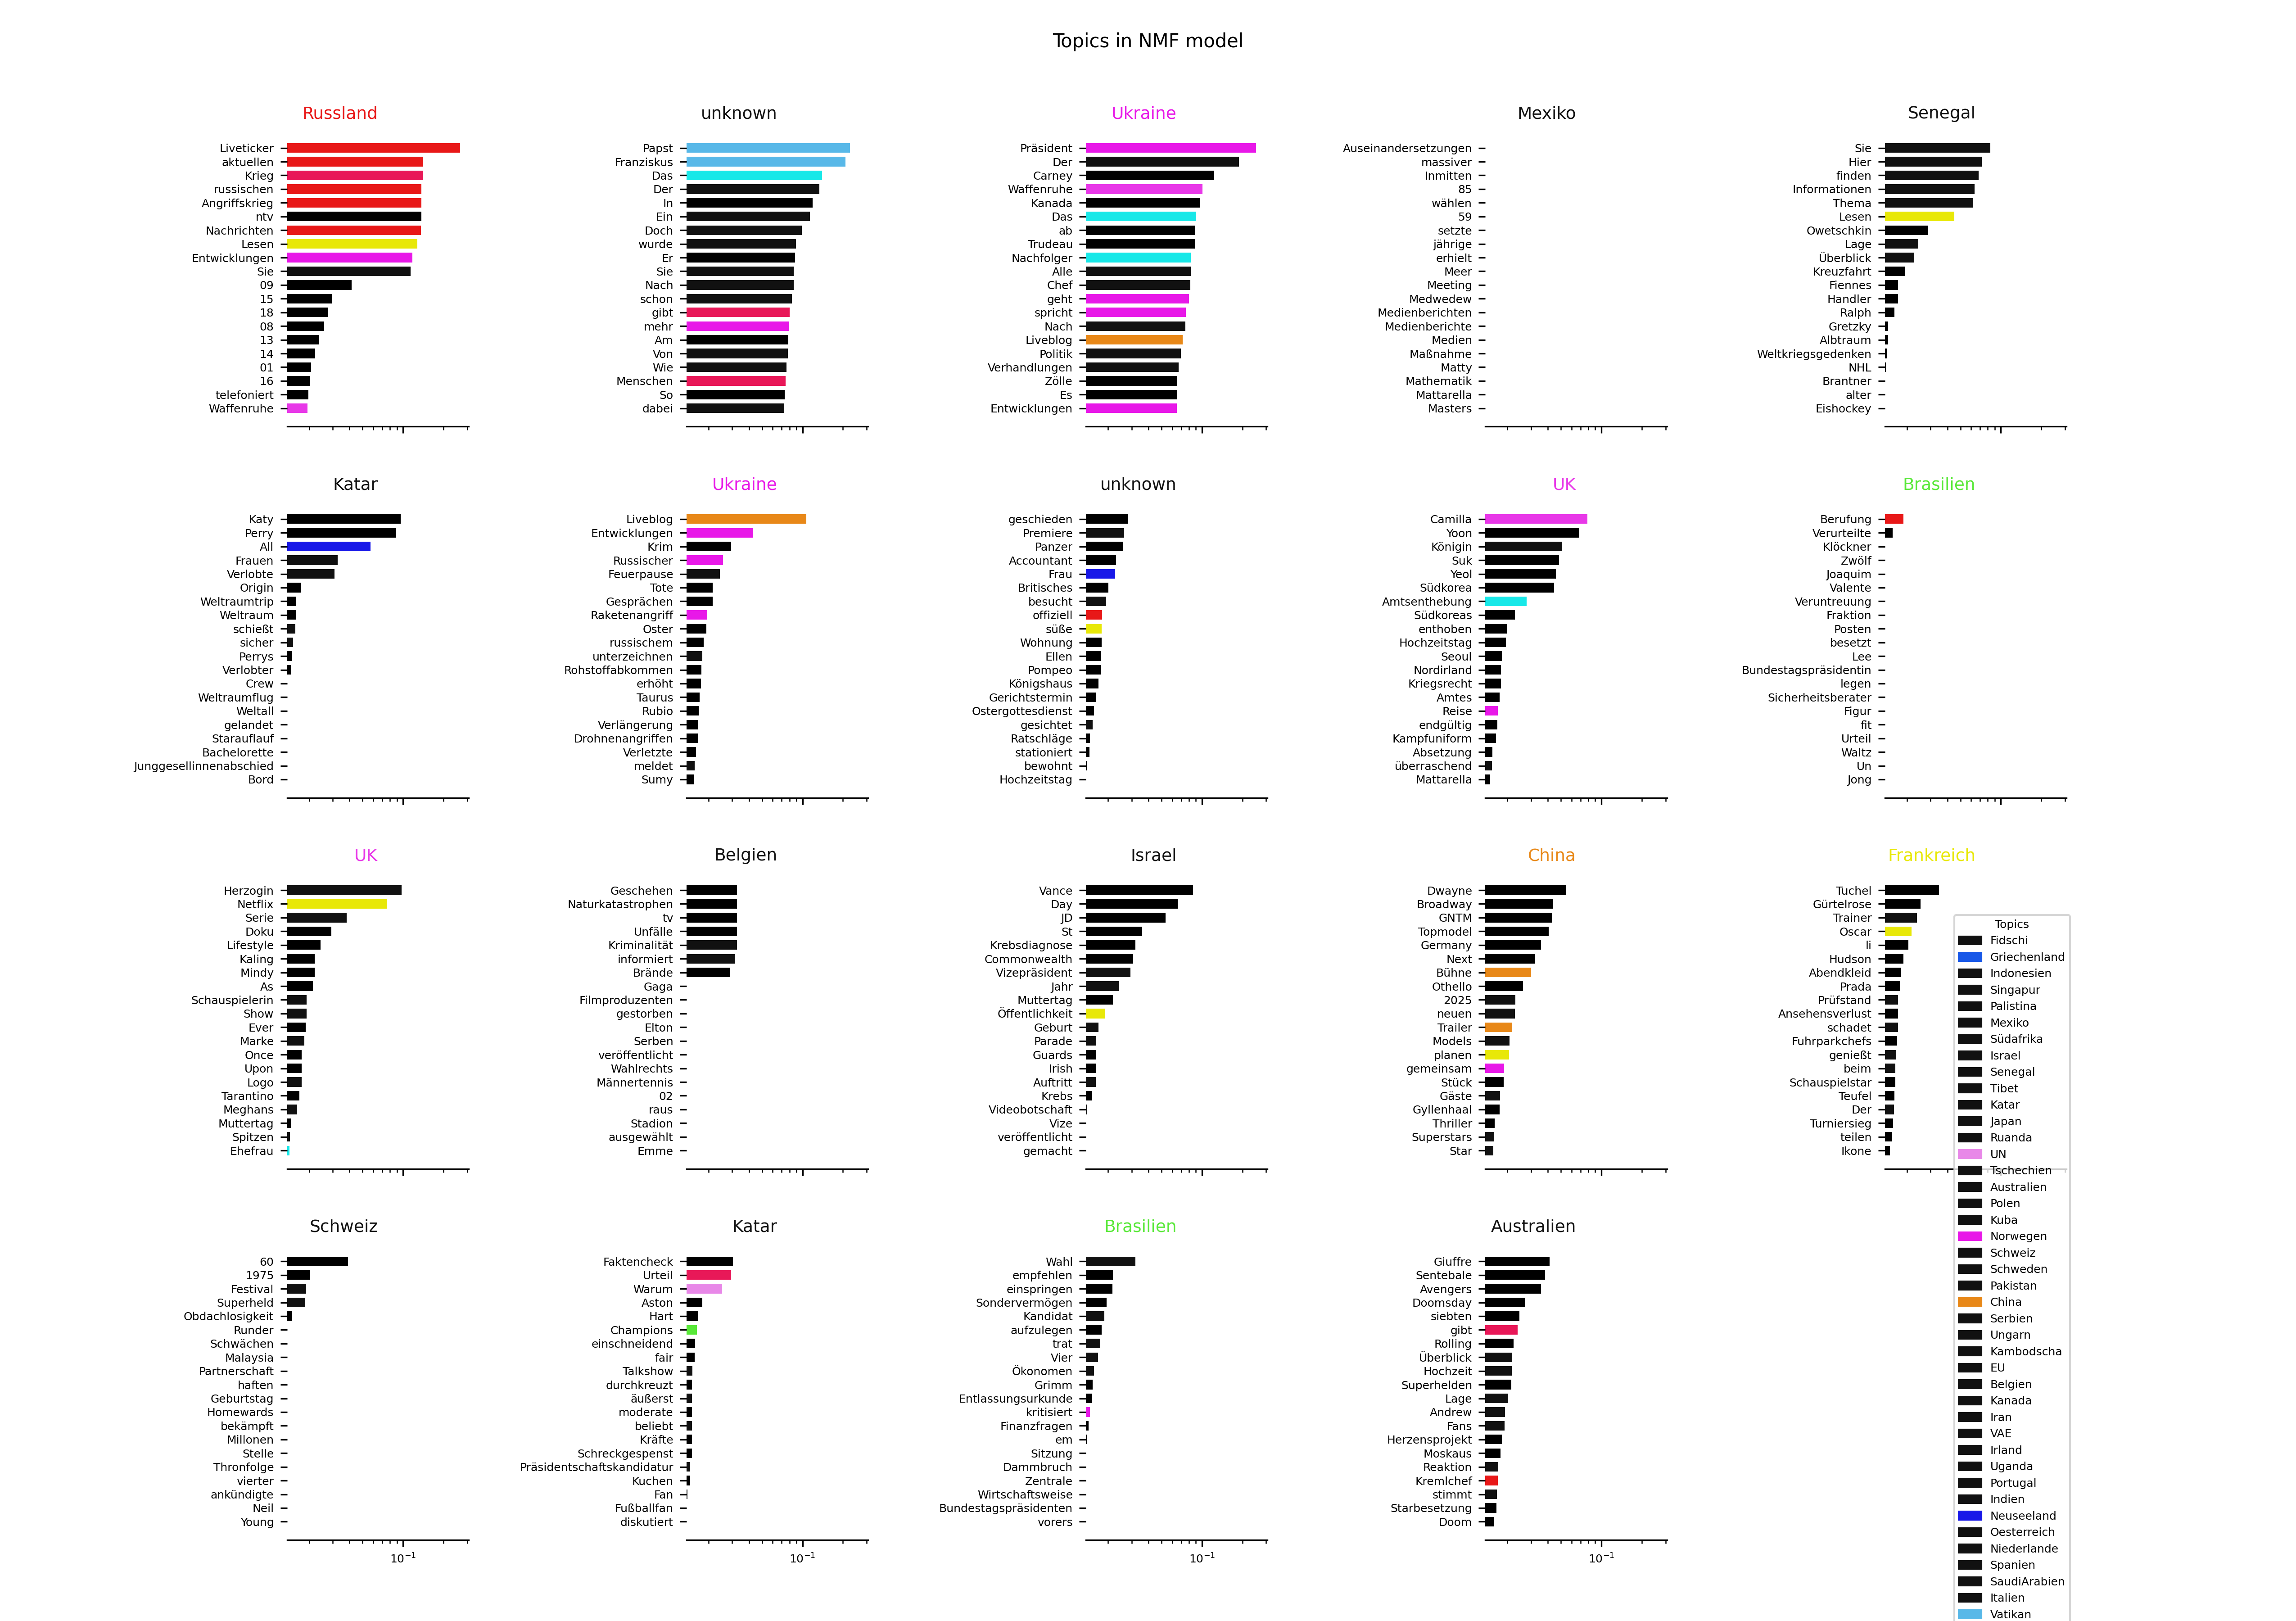 Topics in NMF model
Russland
Liveticker
aktuellen
Krieg
russischen
Angriffskrieg
ntv
Nachrichten
Lesen
Entwicklungen
Sie
09
15
18
08
13
14
01
16
telefoniert
Waffenruhe
unknown
Papst
Franziskus
Das
Der
In
Ein
Doch
wurde
Er
Sie
Nach
schon
gibt
mehr
Am
Von
Wie
Menschen
So
dabei
Ukraine
Präsident
Der
Carney
Waffenruhe
Kanada
Das
ab
Trudeau
Nachfolger
Alle
Chef
geht
spricht
Nach
Liveblog
Politik
Verhandlungen
Zölle
Es
Entwicklungen
Mexiko
Auseinandersetzungen
massiver
Inmitten
85
wählen
59
setzte
jährige
erhielt
Meer
Meeting
Medwedew
Medienberichten
Medienberichte
Medien
Maßnahme
Matty
Mathematik
Mattarella
Masters
Senegal
Sie
Hier
finden
Informationen
Thema
Lesen
Owetschkin
Lage
Überblick
Kreuzfahrt
Fiennes
Handler
Ralph
Gretzky
Albtraum
Weltkriegsgedenken
NHL
Brantner
alter
Eishockey
Katar
Katy
Perry
All
Frauen
Verlobte
Origin
Weltraumtrip
Weltraum
schießt
sicher
Perrys
Verlobter
Crew
Weltraumflug
Weltall
gelandet
Starauflauf
Bachelorette
Junggesellinnenabschied
Bord
Ukraine
Liveblog
Entwicklungen
Krim
Russischer
Feuerpause
Tote
Gesprächen
Raketenangriff
Oster
russischem
unterzeichnen
Rohstoffabkommen
erhöht
Taurus
Rubio
Verlängerung
Drohnenangriffen
Verletzte
meldet
Sumy
unknown
geschieden
Premiere
Panzer
Accountant
Frau
Britisches
besucht
offiziell
süße
Wohnung
Ellen
Pompeo
Königshaus
Gerichtstermin
Ostergottesdienst
gesichtet
Ratschläge
stationiert
bewohnt
Hochzeitstag
UK
Camilla
Yoon
Königin
Suk
Yeol
Südkorea
Amtsenthebung
Südkoreas
enthoben
Hochzeitstag
Seoul
Nordirland
Kriegsrecht
Amtes
Reise
endgültig
Kampfuniform
Absetzung
überraschend
Mattarella
Brasilien
Berufung
Verurteilte
Klöckner
Zwölf
Joaquim
Valente
Veruntreuung
Fraktion
Posten
besetzt
Lee
Bundestagspräsidentin
legen
Sicherheitsberater
Figur
fit
Urteil
Waltz
Un
Jong
UK
Herzogin
Netflix
Serie
Doku
Lifestyle
Kaling
Mindy
As
Schauspielerin
Show
Ever
Marke
Once
Upon
Logo
Tarantino
Meghans
Muttertag
Spitzen
Ehefrau
Belgien
Geschehen
Naturkatastrophen
tv
Unfälle
Kriminalität
informiert
Brände
Gaga
Filmproduzenten
gestorben
Elton
Serben
veröffentlicht
Wahlrechts
Männertennis
02
raus
Stadion
ausgewählt
Emme
Israel
Vance
Day
JD
St
Krebsdiagnose
Commonwealth
Vizepräsident
Jahr
Muttertag
Öffentlichkeit
Geburt
Parade
Guards
Irish
Auftritt
Krebs
Videobotschaft
Vize
veröffentlicht
gemacht
China
Dwayne
Broadway
GNTM
Topmodel
Germany
Next
Bühne
Othello
2025
neuen
Trailer
Models
planen
gemeinsam
Stück
Gäste
Gyllenhaal
Thriller
Superstars
Star
Frankreich
Tuchel
Gürtelrose
Trainer
Oscar
li
Hudson
Abendkleid
Prada
Prüfstand
Ansehensverlust
schadet
Fuhrparkchefs
genießt
beim
Schauspielstar
Teufel
Der
Turniersieg
teilen
Ikone
Schweiz
60
1975
Festival
Superheld
Obdachlosigkeit
Runder
Schwächen
Malaysia
Partnerschaft
haften
Geburtstag
Homewards
bekämpft
Millonen
Stelle
Thronfolge
vierter
ankündigte
Neil
Young
10⁻¹
Katar
Faktencheck
Urteil
Warum
Aston
Hart
Champions
einschneidend
fair
Talkshow
durchkreuzt
äußerst
moderate
beliebt
Kräfte
Schreckgespenst
Präsidentschaftskandidatur
Kuchen
Fan
Fußballfan
diskutiert
10⁻¹
Brasilien
Wahl
empfehlen
einspringen
Sondervermögen
Kandidat
aufzulegen
trat
Vier
Ökonomen
Grimm
Entlassungsurkunde
kritisiert
Finanzfragen
em
Sitzung
Dammbruch
Zentrale
Wirtschaftsweise
Bundestagspräsidenten
vorers
10⁻¹
Australien
Giuffre
Sentebale
Avengers
Doomsday
siebten
gibt
Rolling
Überblick
Hochzeit
Superhelden
Lage
Andrew
Fans
Herzensprojekt
Moskaus
Reaktion
Kremlchef
stimmt
Starbesetzung
Doom
10⁻¹
Topics
Fidschi
Griechenland
Indonesien
Singapur
Palistina
Mexiko
Südafrika
Israel
Senegal
Tibet
Katar
Japan
Ruanda
UN
Tschechien
Australien
Polen
Kuba
Norwegen
Schweiz
Schweden
Pakistan
China
Serbien
Ungarn
Kambodscha
EU
Belgien
Kanada
Iran
VAE
Irland
Uganda
Portugal
Indien
Neuseeland
Oesterreich
Niederlande
Spanien
SaudiArabien
Italien
Vatikan